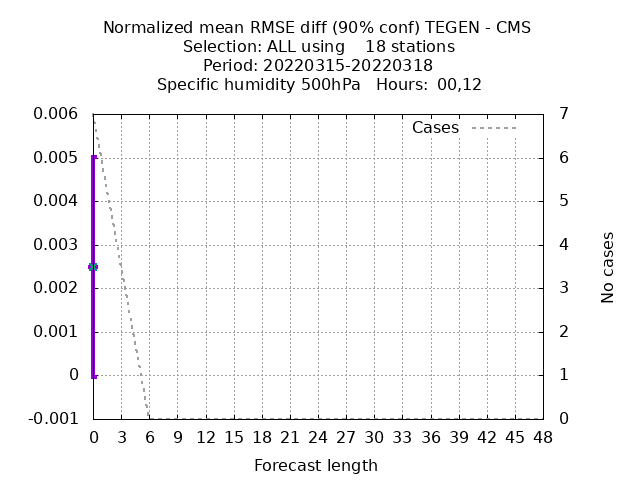 Normalized mean RMSE diff (90% conf) TEGEN - CMS
Selection: ALL using    18 stations
Period: 20220315-20220318
Specific humidity 500hPa   Hours:  00,12
0.006
0.005
0.004
0.003
0.002
0.001
0
-0.001
Cases
7
6
5
4
3
2
1
0
No cases
0 3 6 9 12 15 18 21 24 27 30 33 36 39 42 45 48
Forecast length